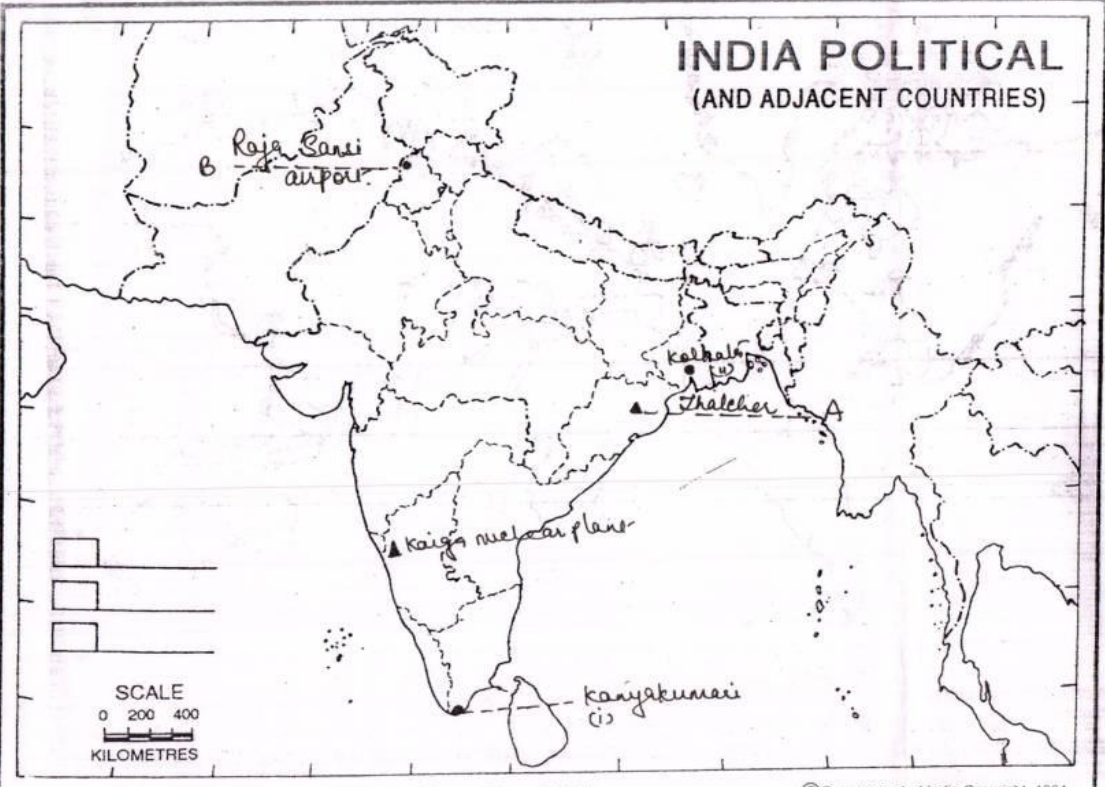 INDIA POLITICAL
(AND ADJACENT COUNTRIES)
B Raja Sansi
airport
Kolkata
(ii)
Thalcher A
Kaiga nuclear plant
Kanyakumari
(i)
SCALE
0 200 400
KILOMETRES